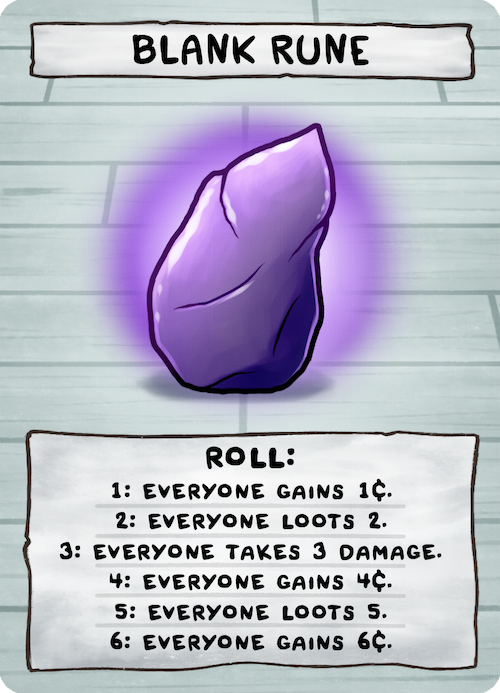 BLANK RUNE
ROLL:
1: EVERYONE GAINS 1¢.
2: EVERYONE LOOTS 2.
3: EVERYONE TAKES 3 DAMAGE.
4: EVERYONE GAINS 4¢.
5: EVERYONE LOOTS 5.
6: EVERYONE GAINS 6¢.